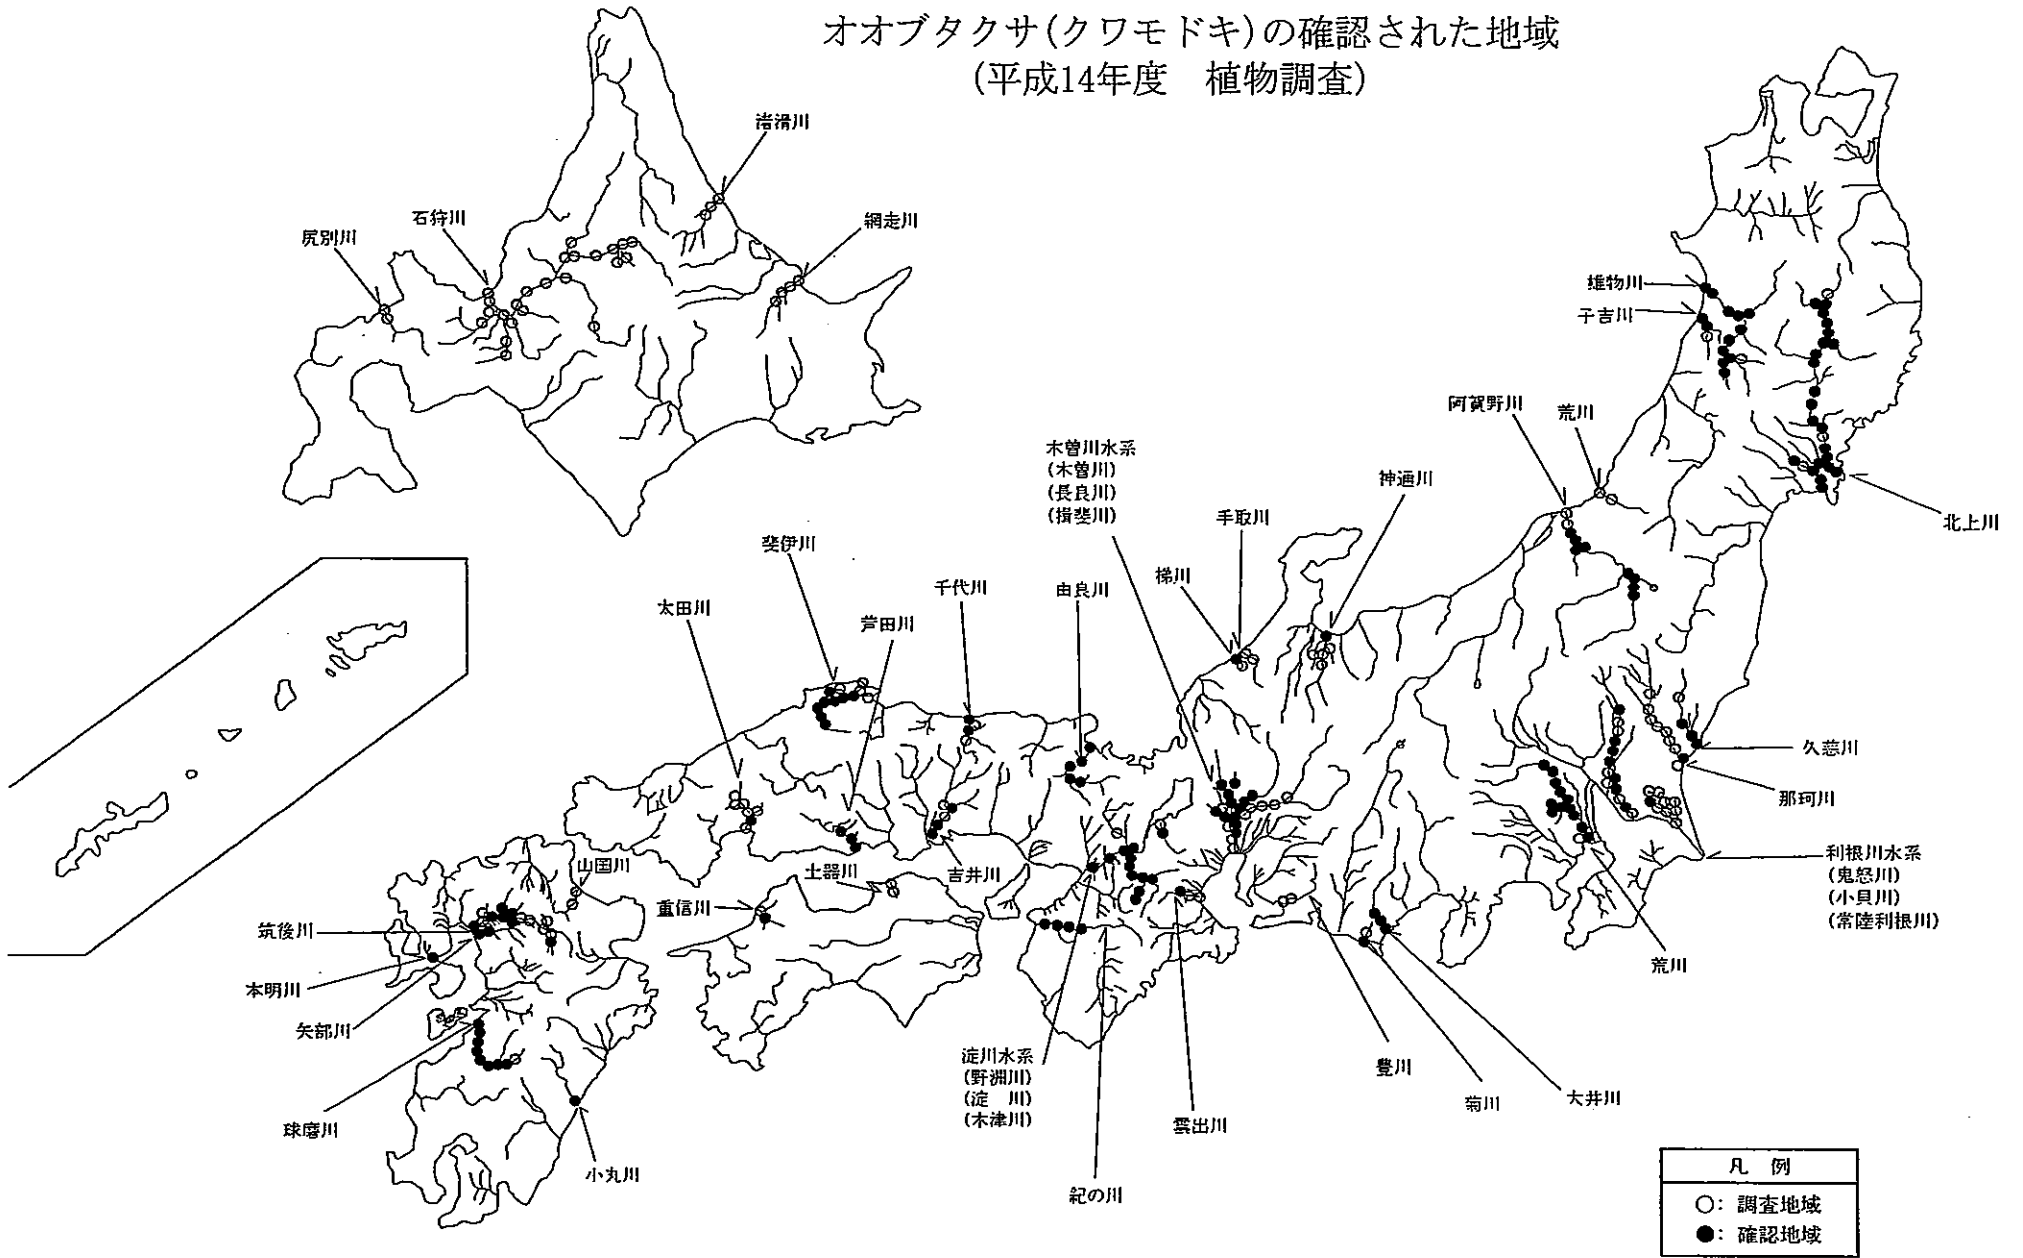 オオブタクサ(クワモドキ)の確認された地域
(平成14年度　植物調査)
渚滑川
石狩川
網走川
尻別川
雄物川
子吉川
阿賀野川
荒川
木曽川水系
(木曽川)
(長良川)
(揖斐川)
神通川
手取川
北上川
斐伊川
梯川
千代川
由良川
太田川
芦田川
久慈川
那珂川
利根川水系
(鬼怒川)
(小貝川)
(常陸利根川)
山国川
土器川
吉井川
重信川
筑後川
荒川
本明川
矢部川
淀川水系
(野洲川)
(淀　川)
(木津川)
豊川
菊川
大井川
雲出川
球磨川
小丸川
紀の川
凡　例
○：調査地域
●：確認地域